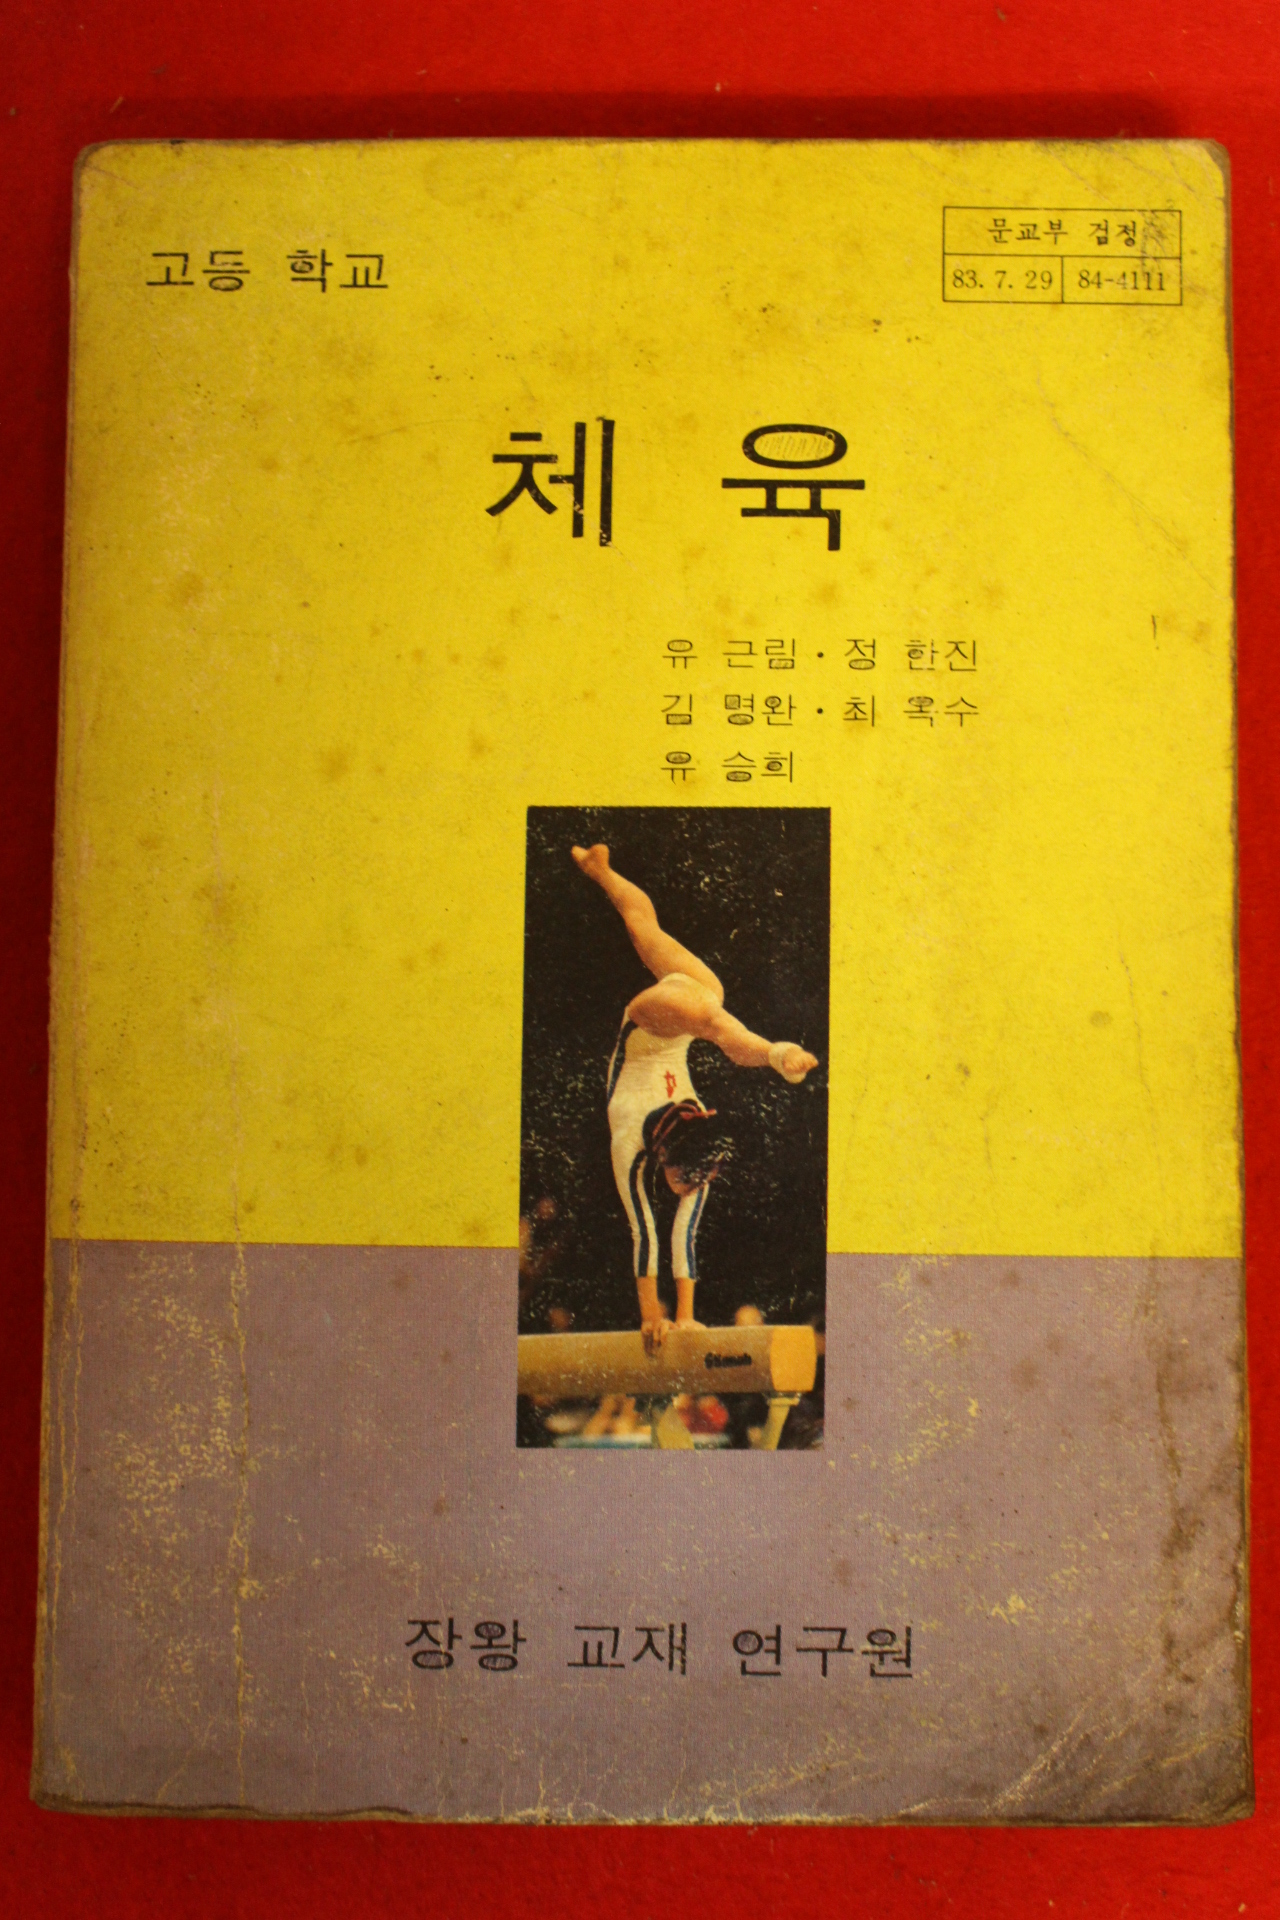 고등 학교
문교부 검정
83. 7. 29 84-4111
체 육
유 근림·정 한진
김 명완·최 옥수
유 승희
장왕 교재 연구원